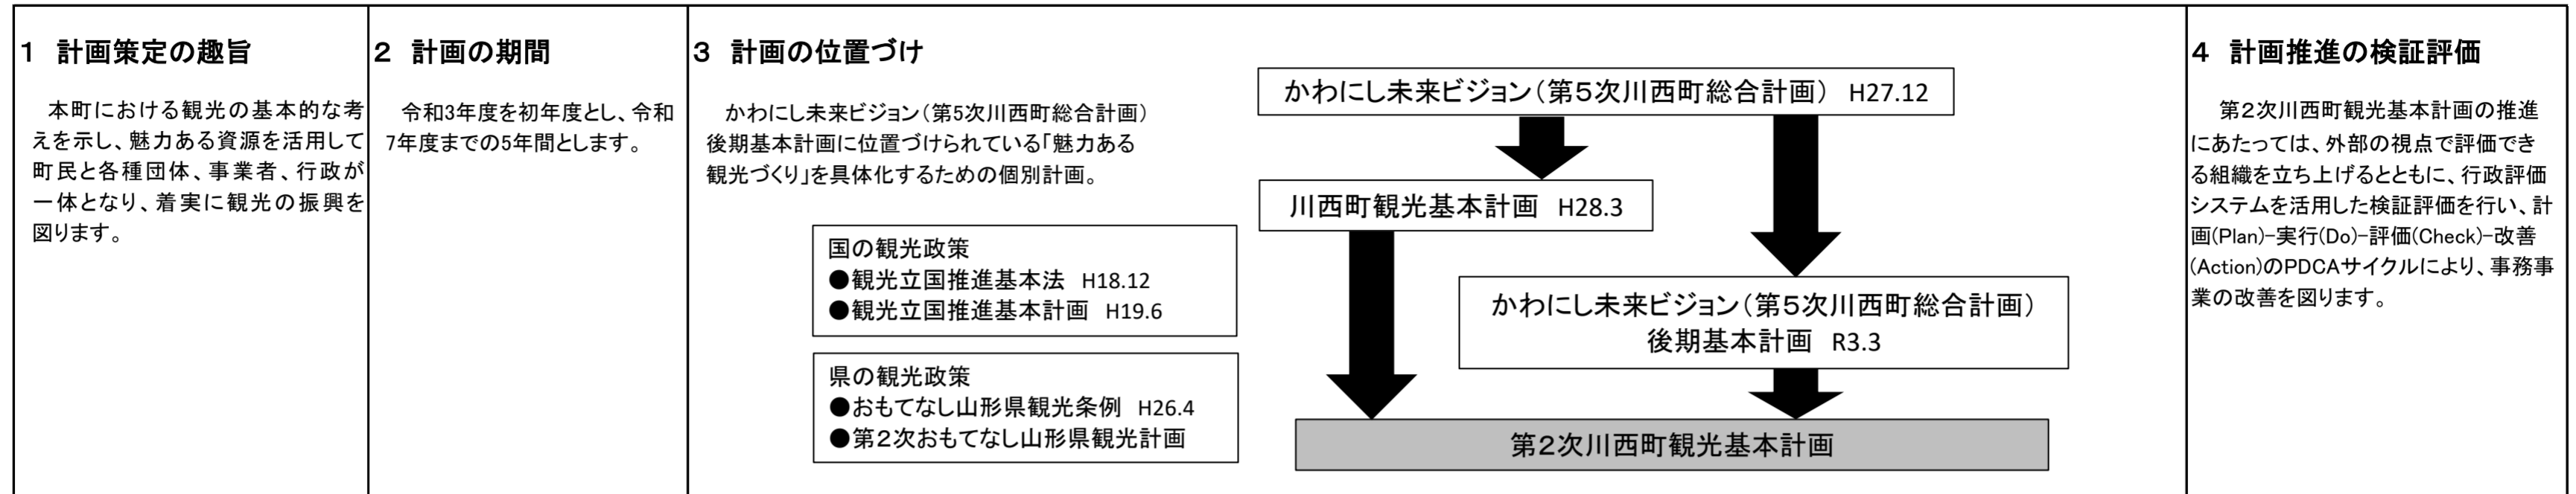 1 計画策定の趣旨
本町における観光の基本的な考
えを示し、魅力ある資源を活用して
町民と各種団体、事業者、行政が
一体となり、着実に観光の振興を
図ります。
2 計画の期間
令和3年度を初年度とし、令和
7年度までの5年間とします。
3 計画の位置づけ
かわにし未来ビジョン(第5次川西町総合計画)
後期基本計画に位置づけられている「魅力ある
観光づくり」を具体化するための個別計画。
国の観光政策
●観光立国推進基本法 H18.12
●観光立国推進基本計画 H19.6
県の観光政策
●おもてなし山形県観光条例 H26.4
●第2次おもてなし山形県観光計画
かわにし未来ビジョン(第5次川西町総合計画) H27.12
川西町観光基本計画 H28.3
かわにし未来ビジョン(第5次川西町総合計画)
後期基本計画 R3.3
第2次川西町観光基本計画
4 計画推進の検証評価
第2次川西町観光基本計画の推進
にあたっては、外部の視点で評価でき
る組織を立ち上げるとともに、行政評価
システムを活用した検証評価を行い、計
画(Plan)-実行(Do)-評価(Check)-改善
(Action)のPDCAサイクルにより、事務事
業の改善を図ります。